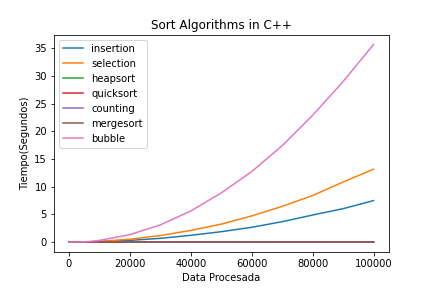 Sort Algorithms in C++
insertion
selection
heapsort
quicksort
counting
mergesort
bubble
Tiempo(Segundos)
35
30
25
20
15
10
5
0
0
20000
40000
60000
80000
100000
Data Procesada